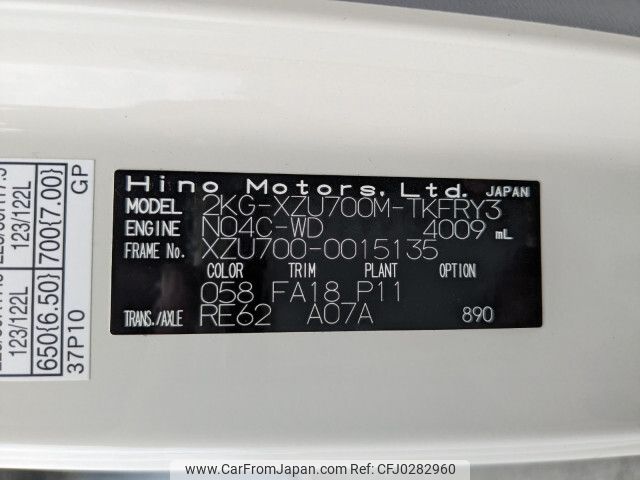 Hino Motors, Ltd. JAPAN
MODEL 2KG-XZU700M-TKFRY3
ENGINE N04C-WD 4009 mL
FRAME No. XZU700-0015135
COLOR TRIM PLANT OPTION
058 FA18 P11
TRANS./AXLE RE62 A07A 890
123/122L 123/122L
650{6.50} 700{7.00}
37P10 GP
www.carfromjapan.com @carfromjapan CFJ0282960